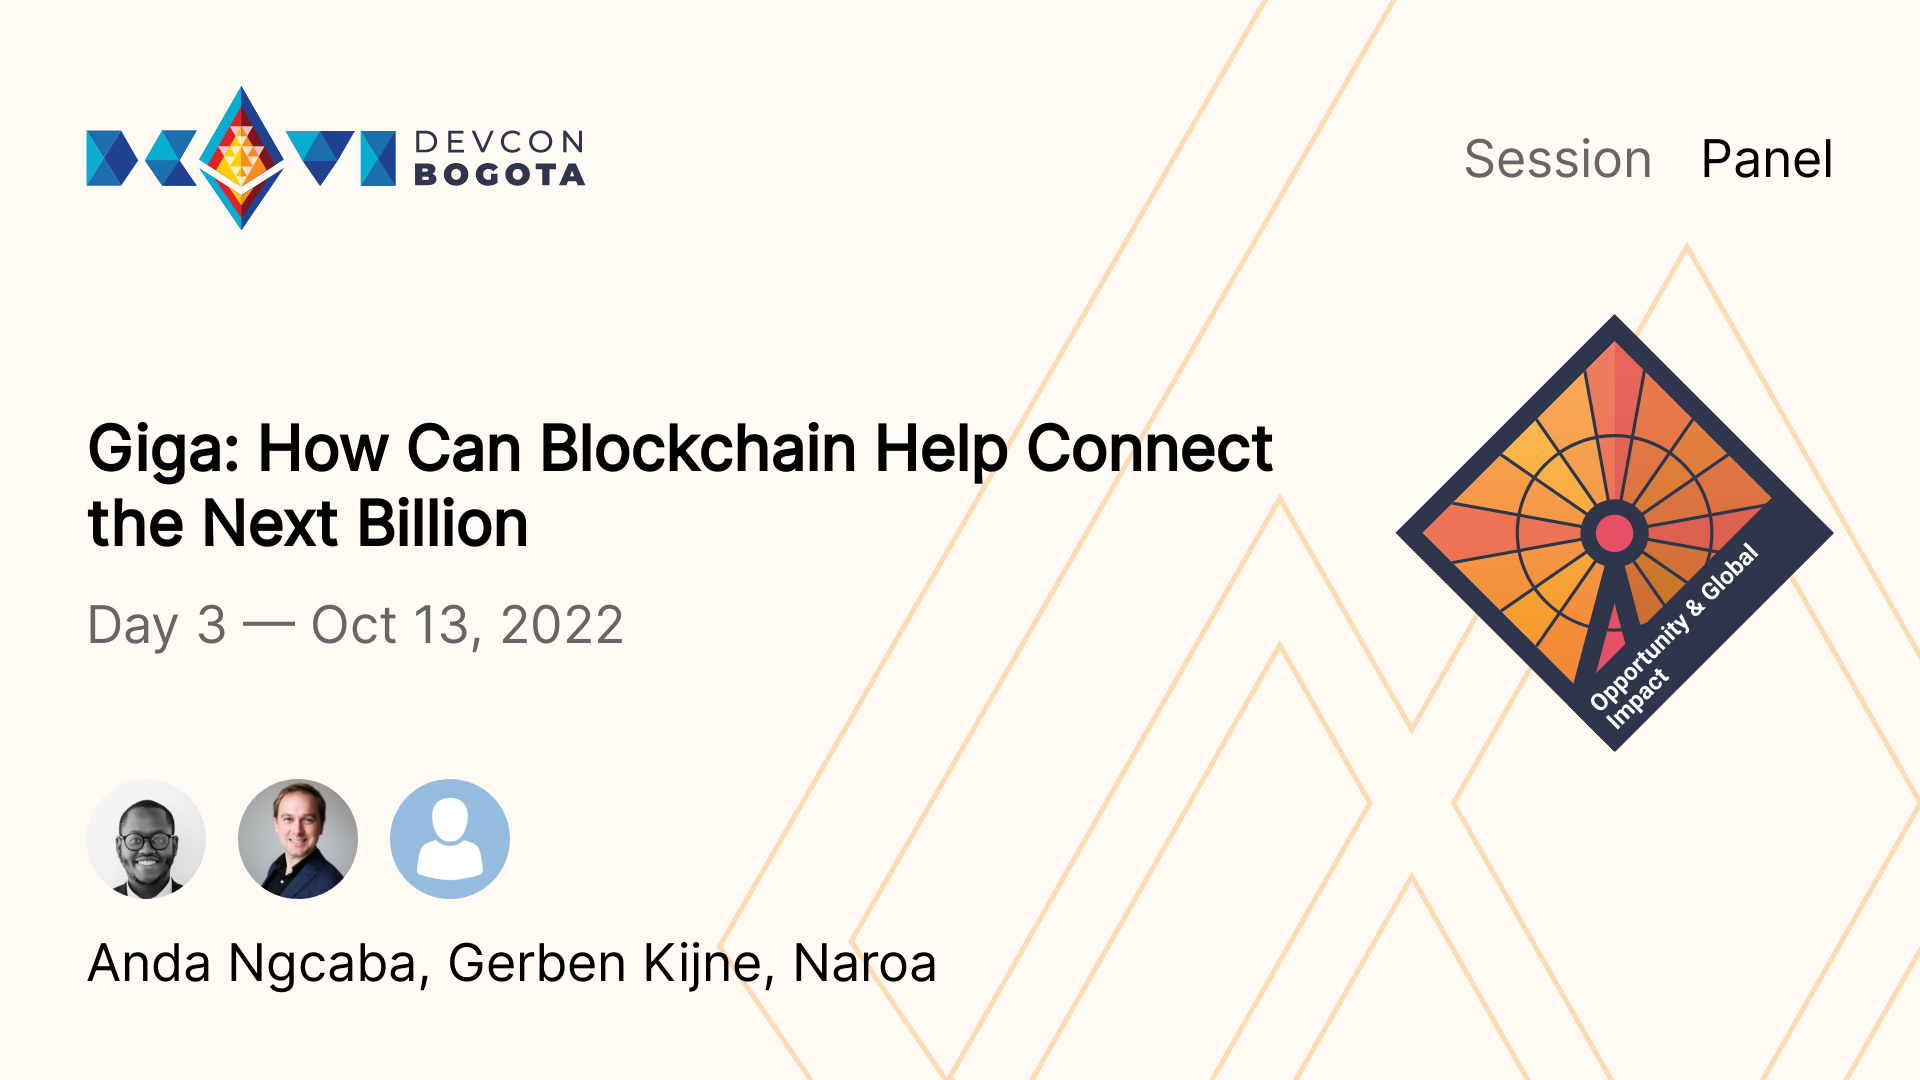 DEVCON
BOGOTA
Session Panel
Giga: How Can Blockchain Help Connect
the Next Billion
Day 3 — Oct 13, 2022
Opportunity & Global
Impact
Anda Ngcaba, Gerben Kijne, Naroa